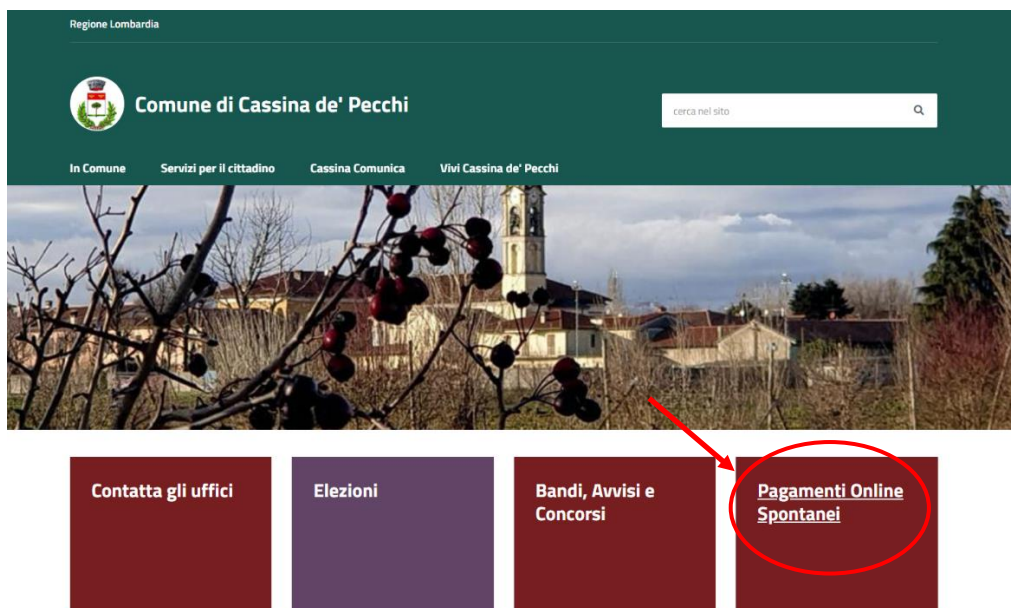 Regione Lombardia
Comune di Cassina de' Pecchi
cerca nel sito
In Comune Servizi per il cittadino Cassina Comunica Vivi Cassina de' Pecchi
Contatta gli uffici
Elezioni
Bandi, Avvisi e
Concorsi
Pagamenti Online
Spontanei